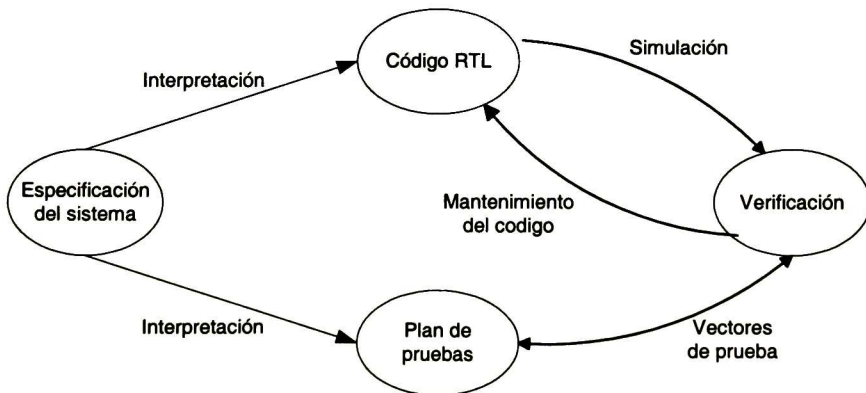 Código RTL
Simulación
Interpretación
Especificación
del sistema
Mantenimiento
del codigo
Verificación
Interpretación
Plan de
pruebas
Vectores
de prueba